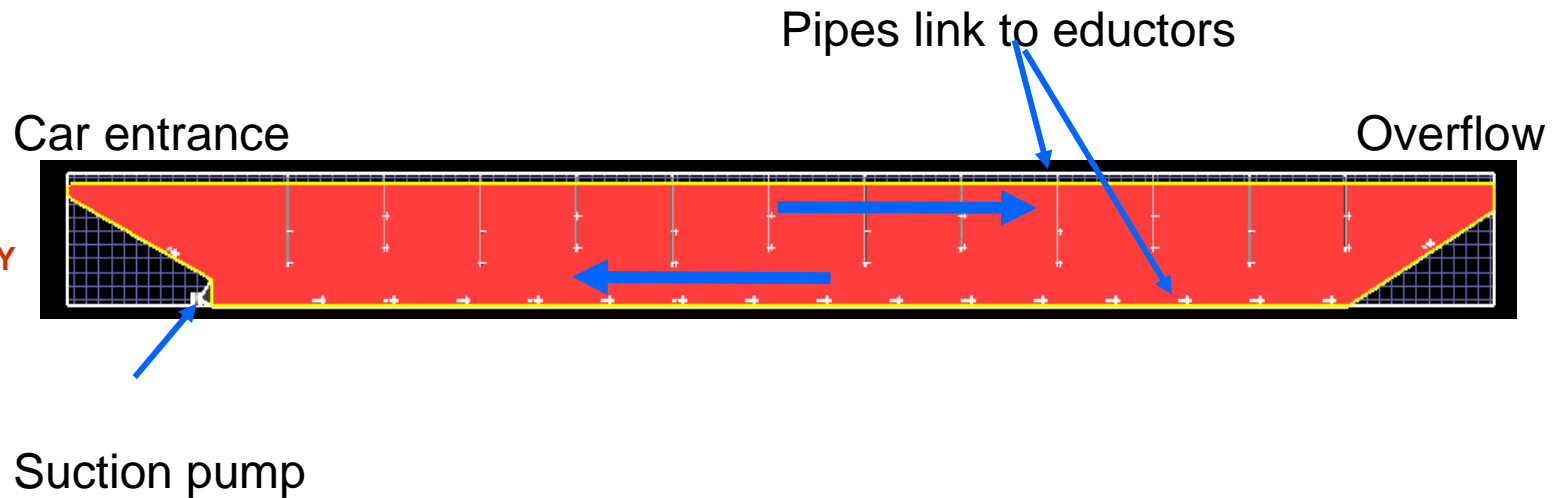 Pipes link to eductors
Car entrance
Overflow
Y
Suction pump